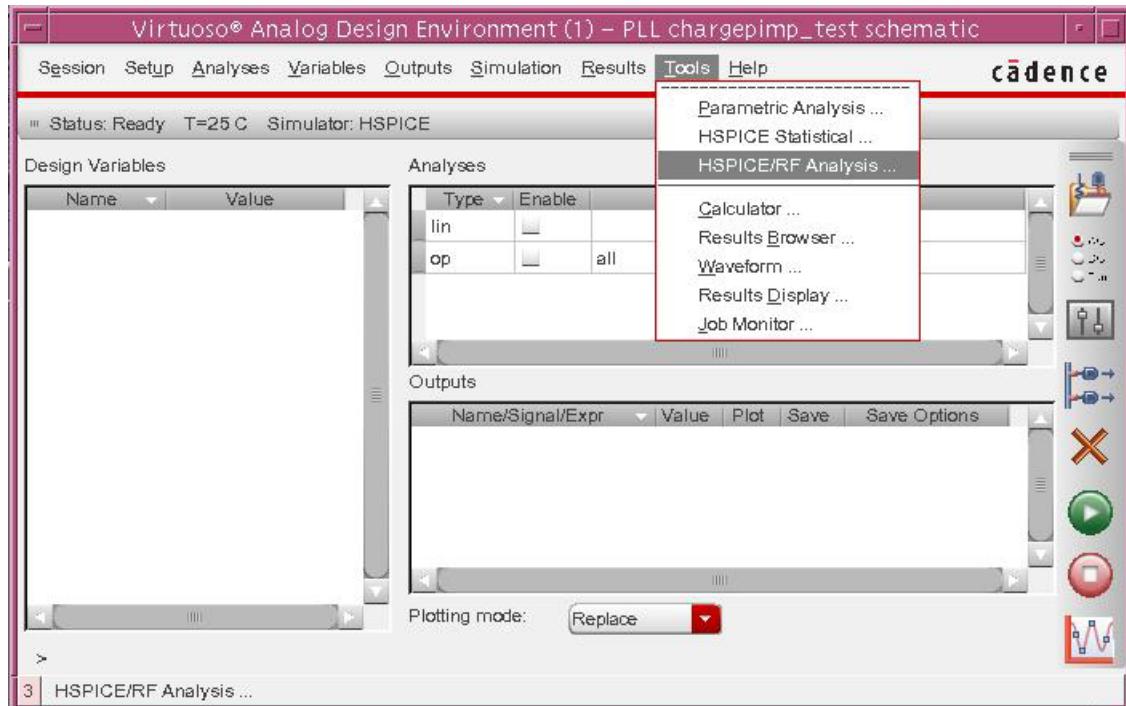 Virtuoso® Analog Design Environment (1) – PLL chargepimp_test schematic
Session Setup Analyses Variables Outputs Simulation Results Tools Help cādence
Status: Ready T=25 C Simulator: HSPICE
Parametric Analysis ...
HSPICE Statistical ...
HSPICE/RF Analysis ...
Calculator ...
Results Browser ...
Waveform ...
Results Display ...
Job Monitor ...
Design Variables
Name Value
Analyses
Type Enable
lin
op all
Outputs
Name/Signal/Expr Value Plot Save Save Options
Plotting mode: Replace
>
3 HSPICE/RF Analysis ...